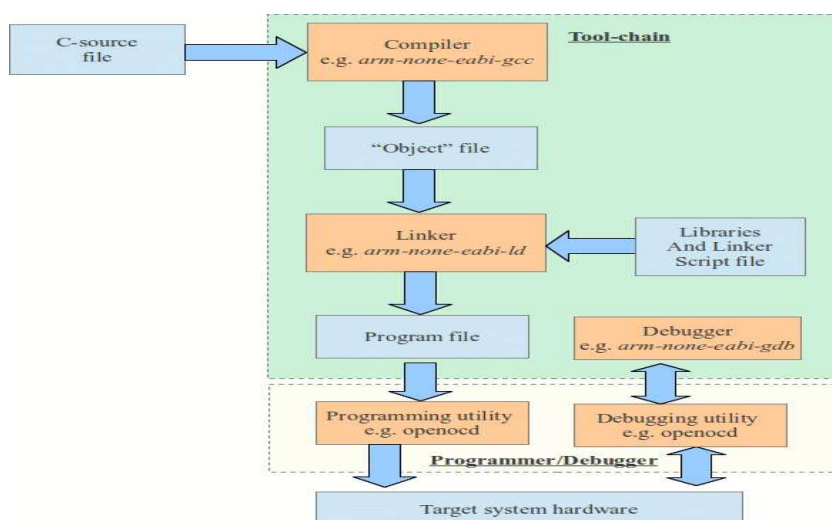 C-source
file
Compiler
e.g. arm-none-eabi-gcc
Tool-chain
“Object” file
Linker
e.g. arm-none-eabi-ld
Libraries
And Linker
Script file
Program file
Debugger
e.g. arm-none-eabi-gdb
Programming utility
e.g. openocd
Debugging utility
e.g. openocd
Programmer/Debugger
Target system hardware